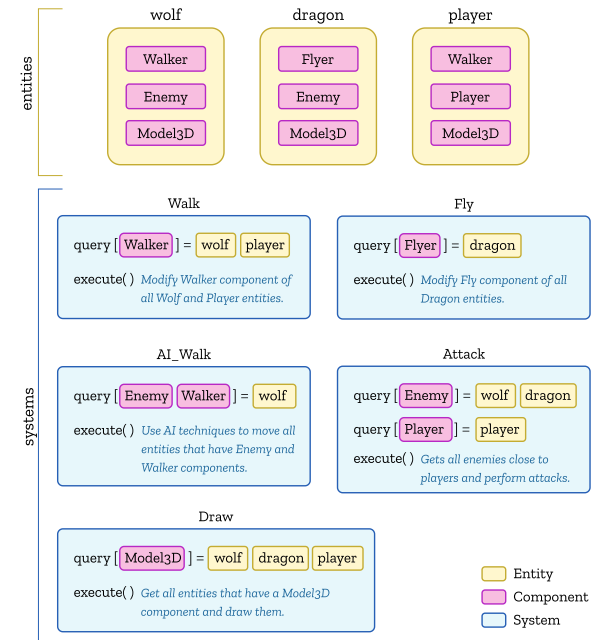 wolf dragon player
entities
Walker Flyer Walker
Enemy Enemy Player
Model3D Model3D Model3D
systems
Walk
query [ Walker ] = wolf player
execute( ) Modify Walker component of
all Wolf and Player entities.
Fly
query [ Flyer ] = dragon
execute( ) Modify Fly component of all
Dragon entities.
AI_Walk
query [ Enemy Walker ] = wolf
execute( ) Use AI techniques to move all
entities that have Enemy and
Walker components.
Attack
query [ Enemy ] = wolf dragon
query [ Player ] = player
execute( ) Gets all enemies close to
players and perform attacks.
Draw
query [ Model3D ] = wolf dragon player
execute( ) Get all entities that have a Model3D
component and draw them.
Entity
Component
System